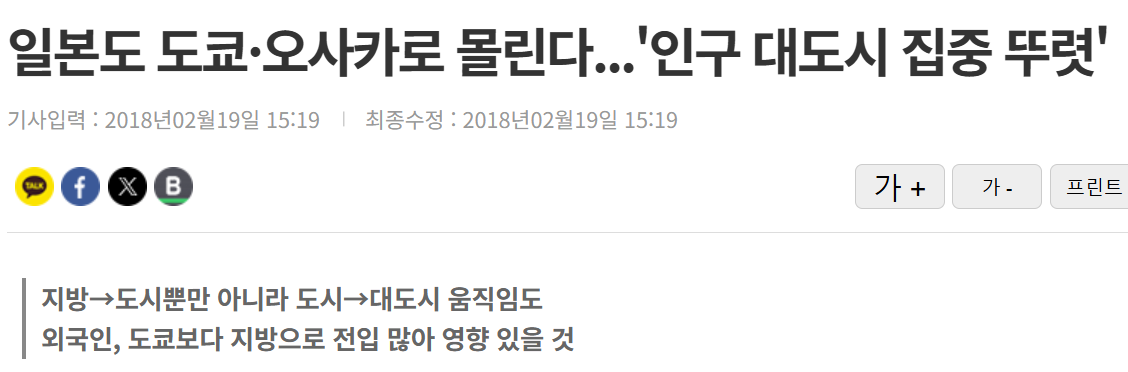 일본도 도쿄·오사카로 몰린다...'인구 대도시 집중 뚜렷'
기사입력 : 2018년02월19일 15:19 최종수정 : 2018년02월19일 15:19
TALK f X B 가 + 가 - 프린트
지방→도시뿐만 아니라 도시→대도시 움직임도
외국인, 도쿄보다 지방으로 전입 많아 영향 있을 것